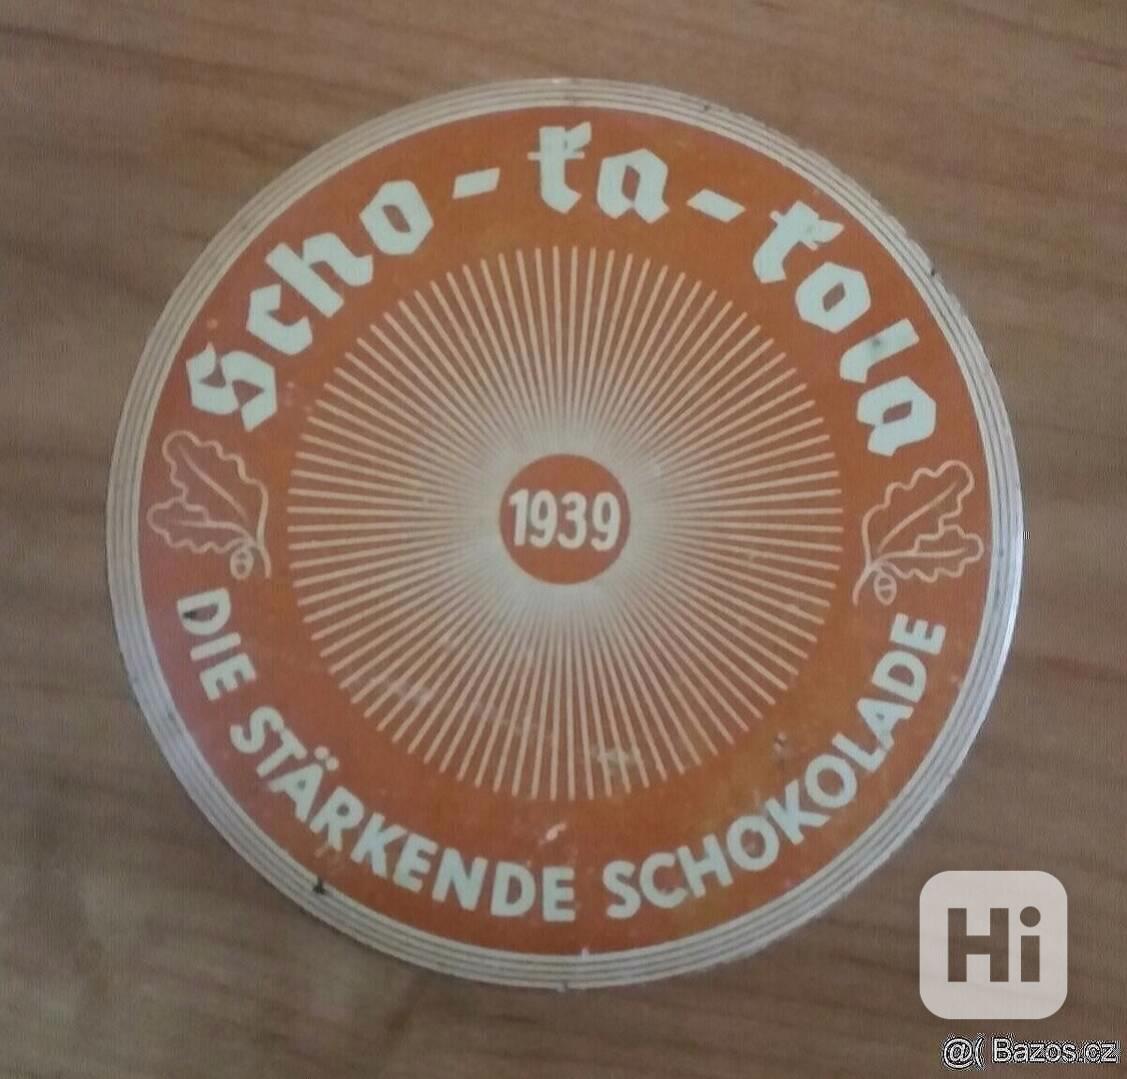 Scho-ka-kola
1939
DIE STÄRKENDE SCHOKOLADE
Hi
@( Bazos.cz